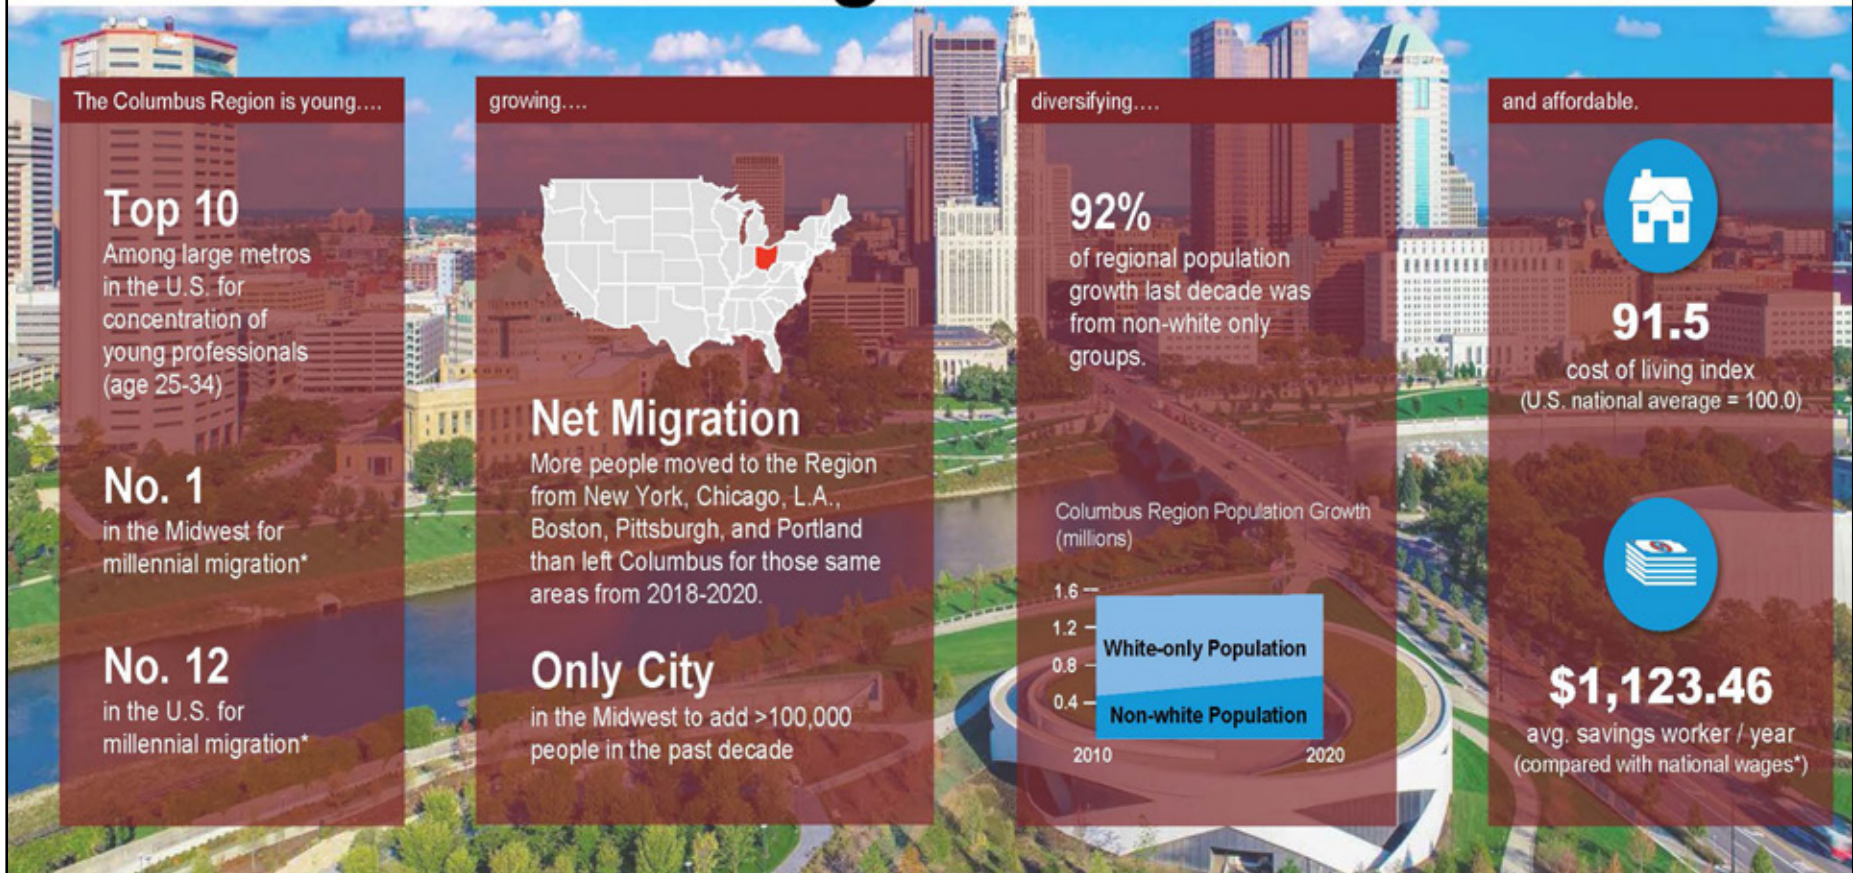 The Columbus Region is young....
Top 10
Among large metros
in the U.S. for
concentration of
young professionals
(age 25-34)
No. 1
in the Midwest for
millennial migration*
No. 12
in the U.S. for
millennial migration*
growing....
Net Migration
More people moved to the Region
from New York, Chicago, L.A.,
Boston, Pittsburgh, and Portland
than left Columbus for those same
areas from 2018-2020.
Only City
in the Midwest to add >100,000
people in the past decade
diversifying....
92%
of regional population
growth last decade was
from non-white only
groups.
Columbus Region Population Growth
(millions)
1.6
1.2
White-only Population
0.8
0.4
Non-white Population
2010
2020
and affordable.
91.5
cost of living index
(U.S. national average = 100.0)
$1,123.46
avg. savings worker / year
(compared with national wages*)